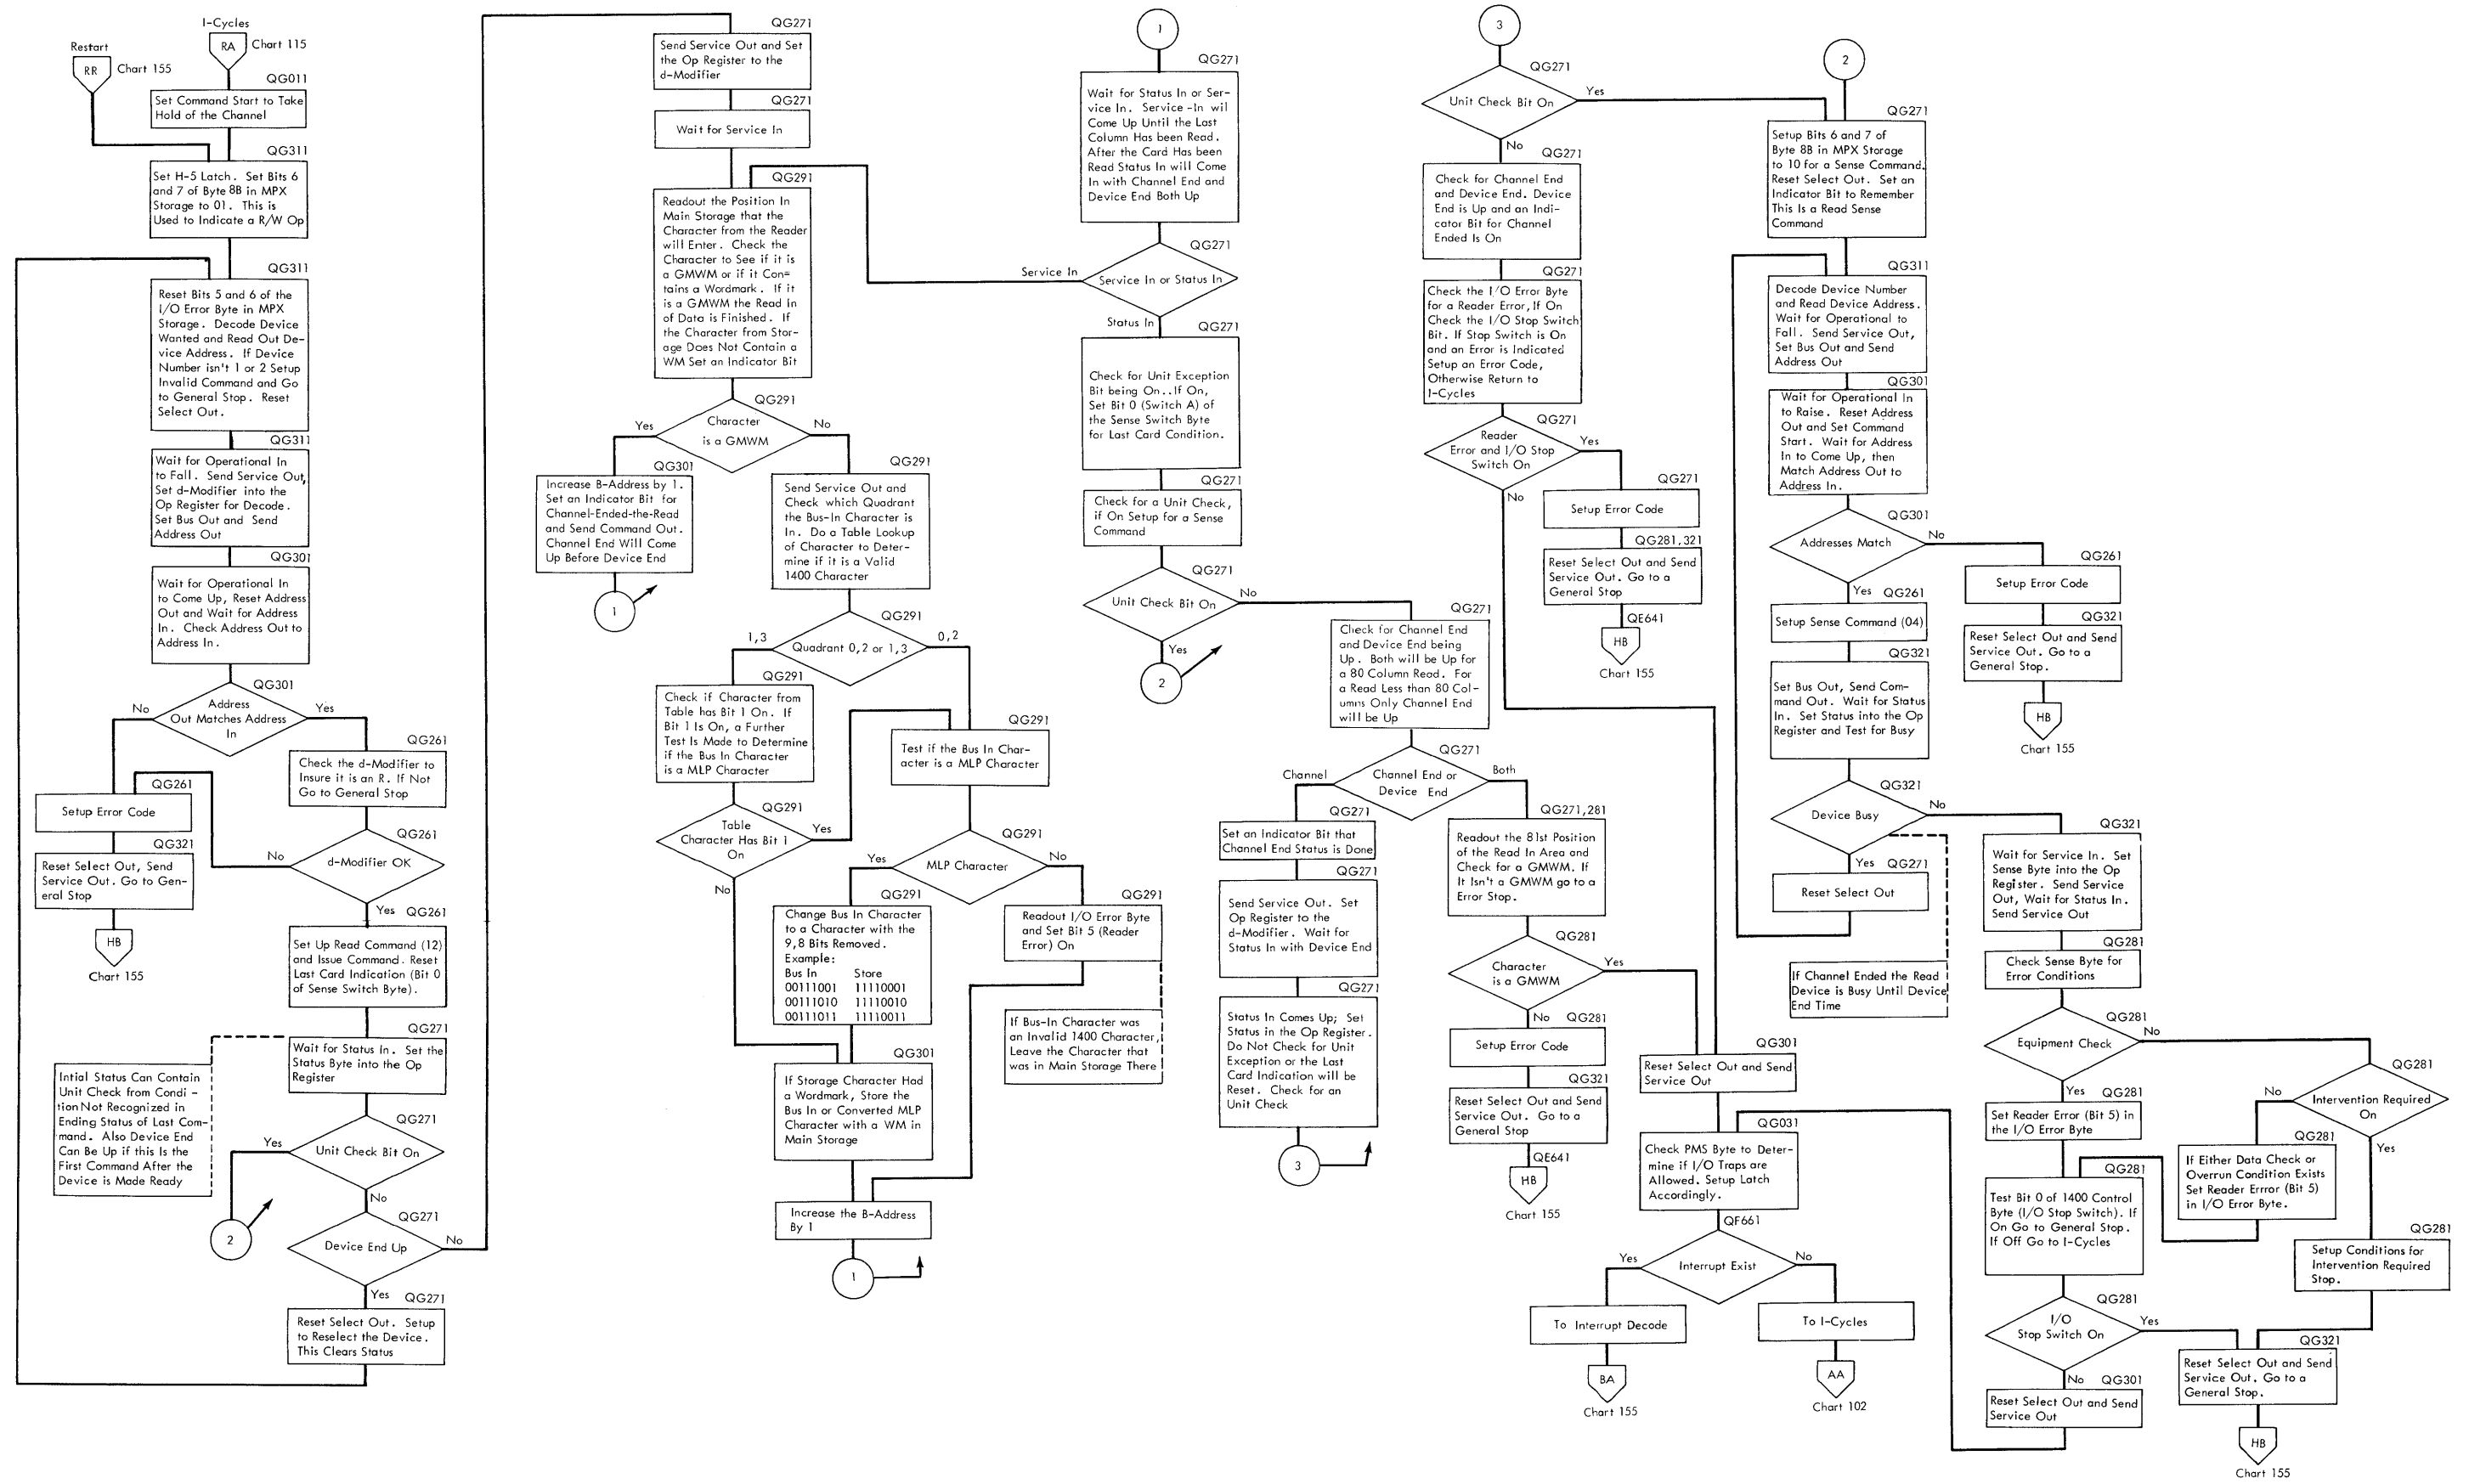 I-Cycles
RA
Chart 115
Restart
RR
Chart 155
QG011
Set Command Start to Take
Hold of the Channel
QG311
Set H-5 Latch. Set Bits 6
and 7 of Byte 8B in MPX
Storage to 01. This is
Used to Indicate a R/W Op
QG311
Reset Bits 5 and 6 of the
I/O Error Byte in MPX
Storage. Decode Device
Wanted and Read Out De-
vice Address. If Device
Number isn't 1 or 2 Setup
Invalid Command and Go
to General Stop. Reset
Select Out.
QG311
Wait for Operational In
to Fall. Send Service Out,
Set d-Modifier into the
Op Register for Decode.
Set Bus Out and Send
Address Out
QG301
Wait for Operational In
to Come Up, Reset Address
Out and Wait for Address
In. Check Address Out to
Address In.
QG301
Address
Out Matches Address
In
No
Yes
QG261
Check the d-Modifier to
Insure it is an R. If Not
Go to General Stop
QG261
Setup Error Code
QG321
Reset Select Out, Send
Service Out. Go to Gen-
eral Stop
HB
Chart 155
QG261
d-Modifier OK
No
Yes
QG261
Set Up Read Command (12)
and Issue Command. Reset
Last Card Indication (Bit 0
of Sense Switch Byte).
QG271
Wait for Status In. Set the
Status Byte into the Op
Register
Intial Status Can Contain
Unit Check from Condi -
tion Not Recognized in
Ending Status of Last Com-
mand. Also Device End
Can Be Up if this Is the
First Command After the
Device is Made Ready
QG271
Unit Check Bit On
Yes
No
2
QG271
Device End Up
No
Yes
QG271
Reset Select Out. Setup
to Reselect the Device.
This Clears Status
QG271
Send Service Out and Set
the Op Register to the
d-Modifier
QG271
Wait for Service In
QG291
Readout the Position In
Main Storage that the
Character from the Reader
will Enter. Check the
Character to See if it is
a GMWM or if it Con=
tains a Wordmark. If it
is a GMWM the Read In
of Data is Finished. If
the Character from Stor-
age Does Not Contain a
WM Set an Indicator Bit
QG291
Character
is a GMWM
Yes
No
QG301
Increase B-Address by 1.
Set an Indicator Bit for
Channel-Ended-the-Read
and Send Command Out.
Channel End Will Come
Up Before Device End
1
QG291
Send Service Out and
Check which Quadrant
the Bus-In Character is
In. Do a Table Lookup
of Character to Deter-
mine if it is a Valid
1400 Character
QG291
Quadrant 0,2 or 1,3
1,3
0,2
QG291
Check if Character from
Table has Bit 1 On. If
Bit 1 Is On, a Further
Test Is Made to Determine
if the Bus In Character
is a MLP Character
QG291
Table
Character Has Bit 1
On
Yes
No
QG291
Test if the Bus In Char-
acter is a MLP Character
QG291
MLP Character
Yes
No
QG291
Change Bus In Character
to a Character with the
9,8 Bits Removed.
Example:
Bus In Store
00111001 11110001
00111010 11110010
00111011 11110011
QG291
Readout I/O Error Byte
and Set Bit 5 (Reader
Error) On
If Bus-In Character was
an Invalid 1400 Character,
Leave the Character that
was in Main Storage There
QG301
If Storage Character Had
a Wordmark, Store the
Bus In or Converted MLP
Character with a WM in
Main Storage
Increase the B-Address
By 1
1
1
QG271
Wait for Status In or Ser-
vice In. Service -In wil
Come Up Until the Last
Column Has been Read.
After the Card Has been
Read Status In will Come
In with Channel End and
Device End Both Up
QG271
Service In or Status In
Service In
Status In
QG271
Check for Unit Exception
Bit being On..If On,
Set Bit 0 (Switch A) of
the Sense Switch Byte
for Last Card Condition.
QG271
Check for a Unit Check,
if On Setup for a Sense
Command
QG271
Unit Check Bit On
No
Yes
2
QG271
Check for Channel End
and Device End being
Up. Both will be Up for
a 80 Column Read. For
a Read Less than 80 Col-
umns Only Channel End
will be Up
QG271
Channel End or
Device End
Channel
Both
QG271
Set an Indicator Bit that
Channel End Status is Done
QG271
Send Service Out. Set
Op Register to the
d-Modifier. Wait for
Status In with Device End
QG271
Status In Comes Up; Set
Status in the Op Register.
Do Not Check for Unit
Exception or the Last
Card Indication will be
Reset. Check for an
Unit Check
3
QG271,281
Readout the 81st Position
of the Read In Area and
Check for a GMWM. If
It Isn't a GMWM go to a
Error Stop.
QG281
Character
is a GMWM
Yes
No
QG281
Setup Error Code
QG321
Reset Select Out and Send
Service Out. Go to a
General Stop
QE641
HB
Chart 155
3
QG271
Unit Check Bit On
Yes
No
QG271
Check for Channel End
and Device End. Device
End is Up and an Indi-
cator Bit for Channel
Ended Is On
QG271
Check the I/O Error Byte
for a Reader Error, If On
Check the I/O Stop Switch
Bit. If Stop Switch is On
and an Error is Indicated
Setup an Error Code,
Otherwise Return to
I-Cycles
QG271
Reader
Error and I/O Stop
Switch On
Yes
No
QG271
Setup Error Code
QG281,321
Reset Select Out and Send
Service Out. Go to a
General Stop
QE641
HB
Chart 155
QG301
Reset Select Out and Send
Service Out
QG031
Check PMS Byte to Deter-
mine if I/O Traps are
Allowed. Setup Latch
Accordingly.
QF661
Interrupt Exist
Yes
No
To Interrupt Decode
BA
Chart 155
To I-Cycles
AA
Chart 102
2
QG271
Setup Bits 6 and 7 of
Byte 8B in MPX Storage
to 10 for a Sense Command.
Reset Select Out. Set an
Indicator Bit to Remember
This Is a Read Sense
Command
QG311
Decode Device Number
and Read Device Address.
Wait for Operational to
Fall. Send Service Out,
Set Bus Out and Send
Address Out
QG301
Wait for Operational In
to Raise. Reset Address
Out and Set Command
Start. Wait for Address
In to Come Up, then
Match Address Out to
Address In.
QG301
Addresses Match
No
Yes
QG261
Setup Error Code
QG321
Reset Select Out and Send
Service Out. Go to a
General Stop.
HB
Chart 155
QG261
Setup Sense Command (04)
QG321
Set Bus Out, Send Com-
mand Out. Wait for Status
In. Set Status into the Op
Register and Test for Busy
QG321
Device Busy
No
Yes
QG271
Reset Select Out
If Channel Ended the Read
Device is Busy Until Device
End Time
QG321
Wait for Service In. Set
Sense Byte into the Op
Register. Send Service
Out, Wait for Status In.
Send Service Out
QG281
Check Sense Byte for
Error Conditions
QG281
Equipment Check
No
Yes
QG281
Set Reader Error (Bit 5) in
the I/O Error Byte
QG281
Intervention Required
On
No
Yes
QG281
If Either Data Check or
Overrun Condition Exists
Set Reader Errror (Bit 5)
in I/O Error Byte.
QG281
Test Bit 0 of 1400 Control
Byte (I/O Stop Switch). If
On Go to General Stop.
If Off Go to I-Cycles
QG281
Setup Conditions for
Intervention Required
Stop.
QG281
I/O
Stop Switch On
Yes
No
QG321
Reset Select Out and Send
Service Out. Go to a
General Stop.
HB
Chart 155
QG301
Reset Select Out and Send
Service Out